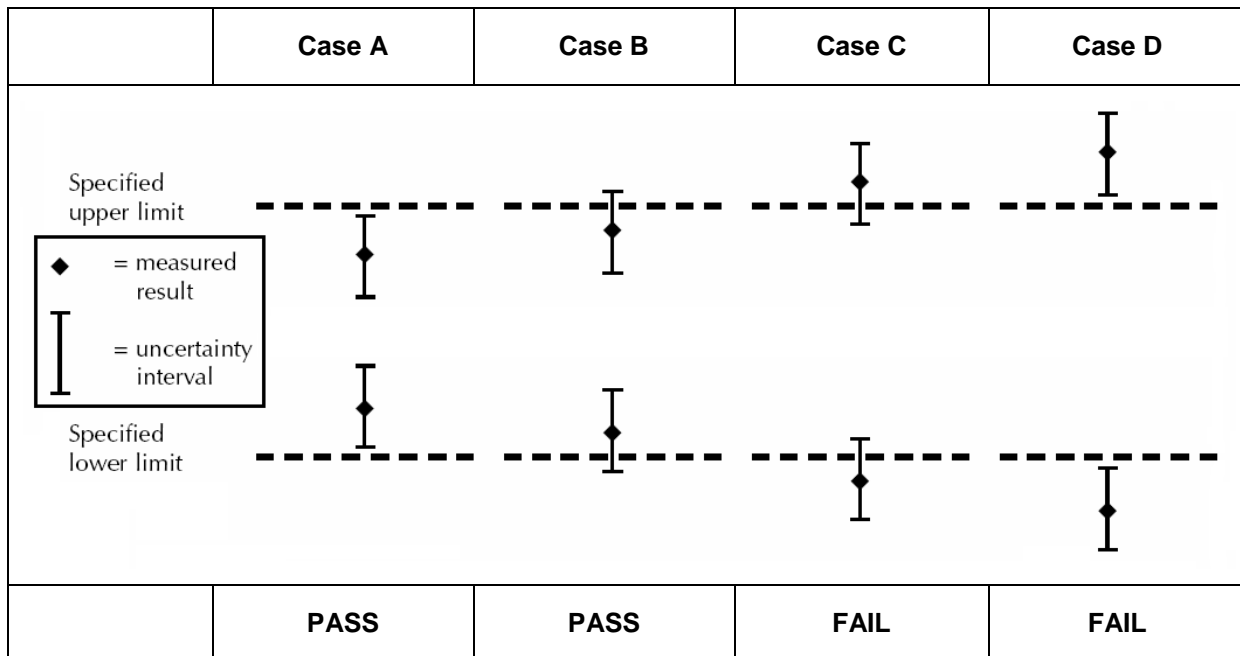 Case A Case B Case C Case D
Specified
upper limit
= measured
result
= uncertainty
interval
Specified
lower limit
PASS PASS FAIL FAIL